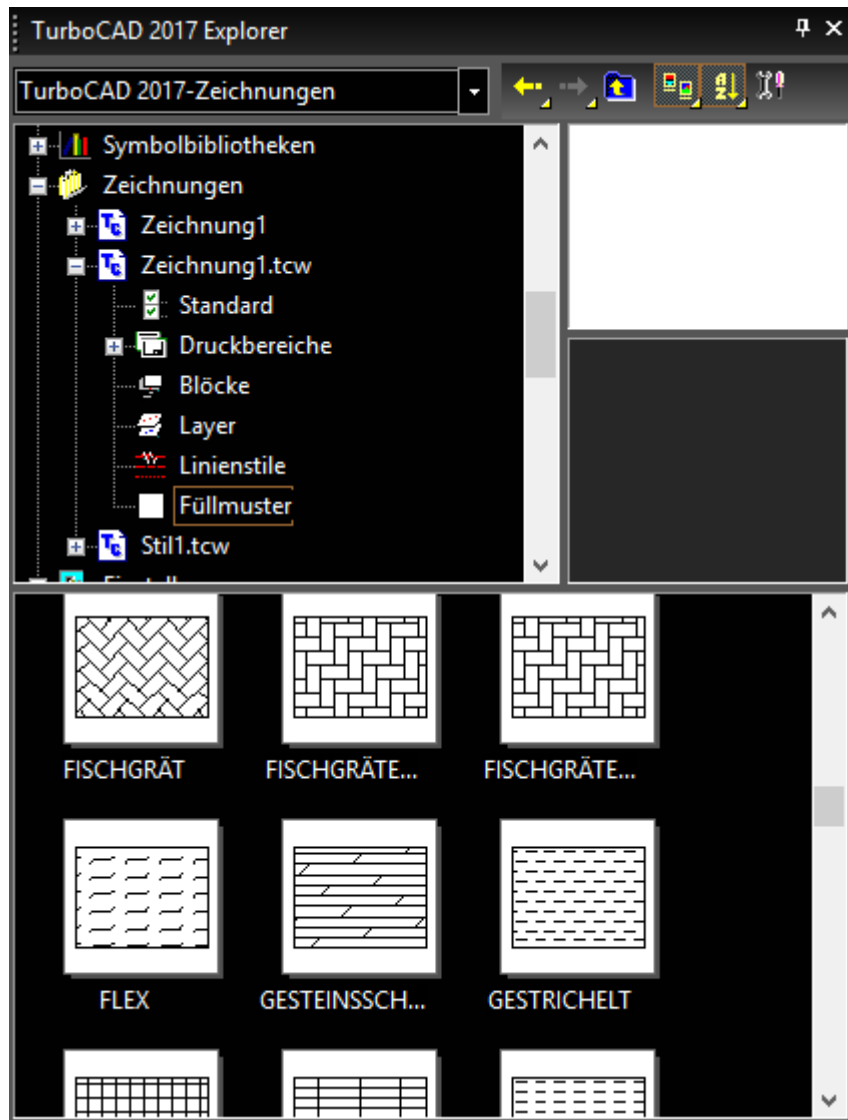 TurboCAD 2017 Explorer
TurboCAD 2017-Zeichnungen
Symbolbibliotheken
Zeichnungen
Zeichnung1
Zeichnung1.tcw
Standard
Druckbereiche
Blöcke
Layer
Linienstile
Füllmuster
Stil1.tcw
FISCHGRÄT FISCHGRÄTE... FISCHGRÄTE...
FLEX GESTEINSSCH... GESTRICHELT